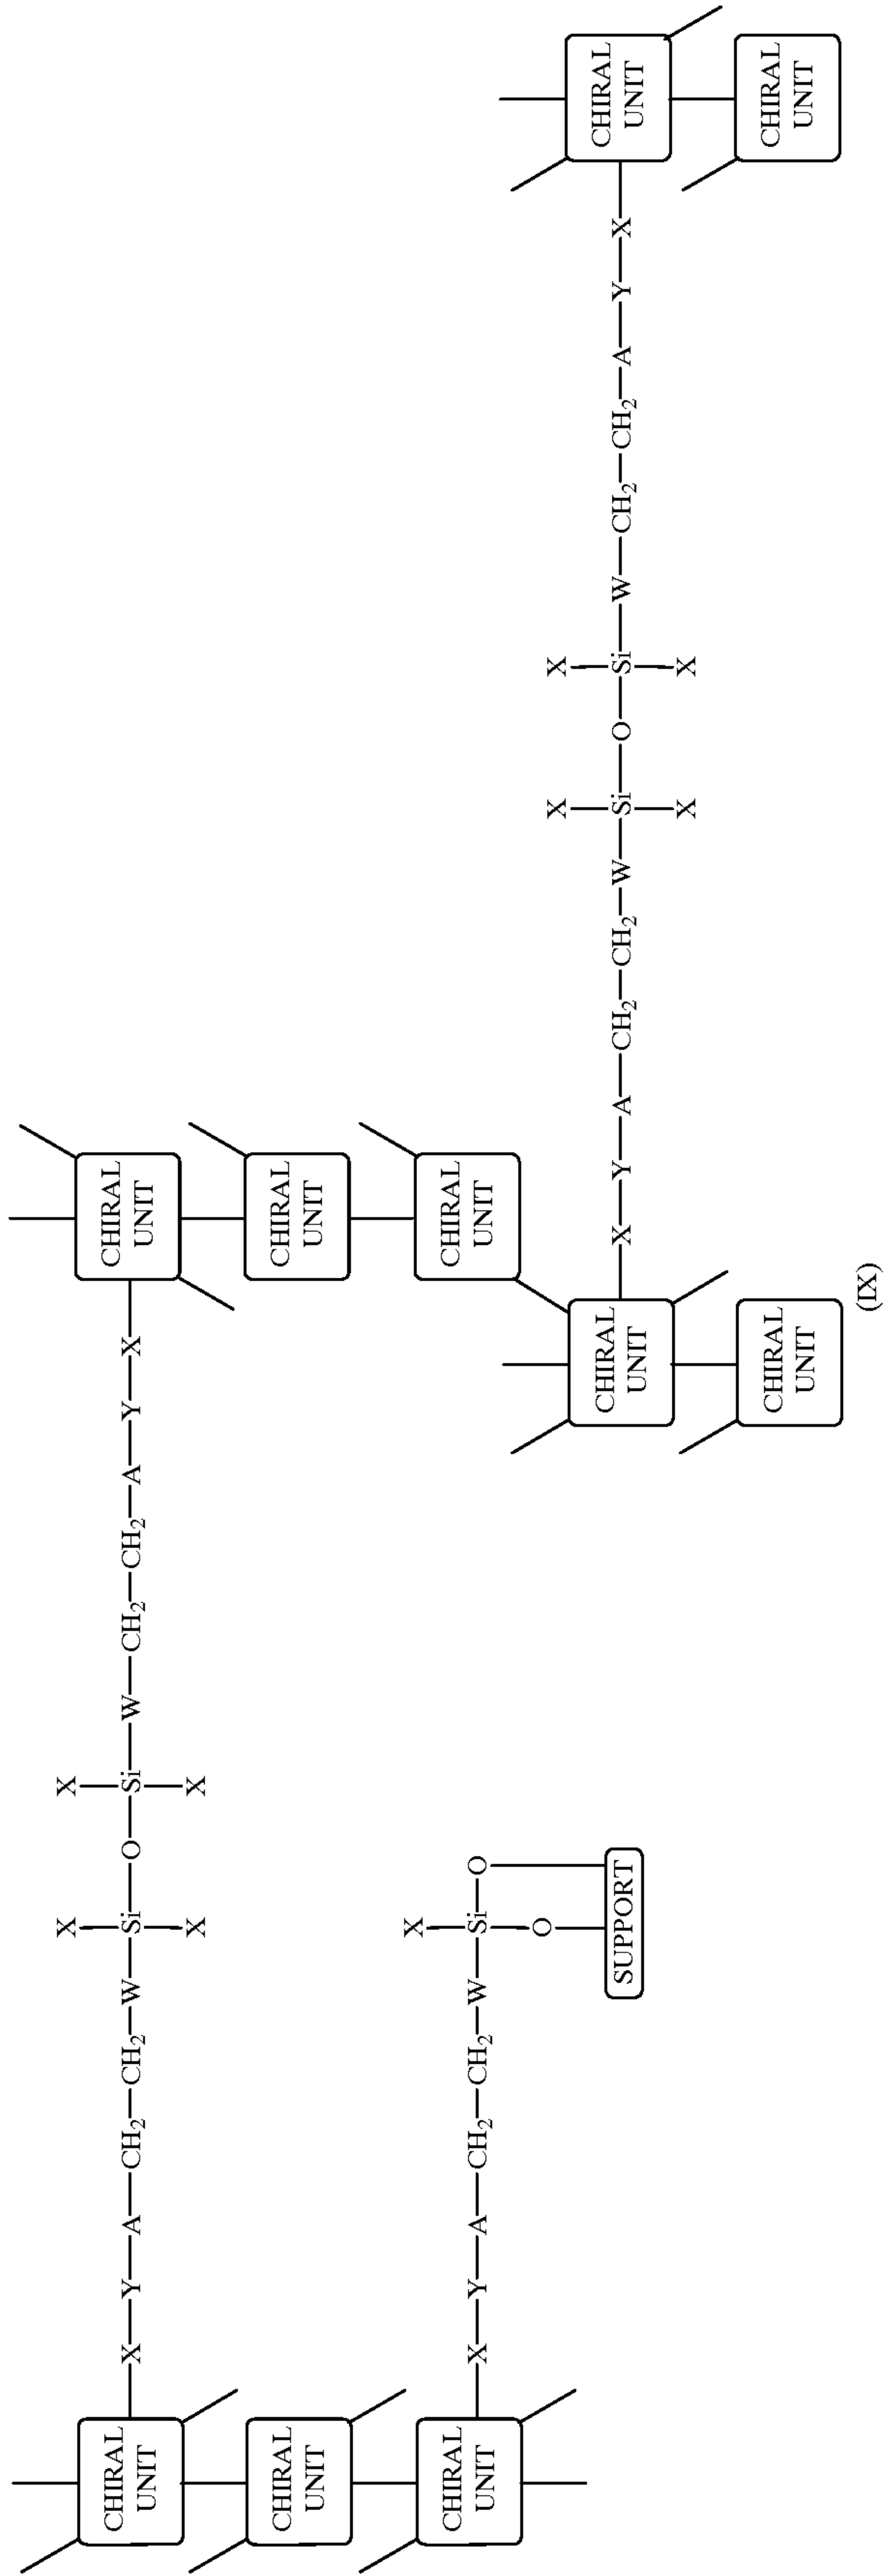 X X
CHIRAL UNIT—X—Y—A—CH₂—CH₂—W—Si—O—Si—W—CH₂—CH₂—A—Y—X—CHIRAL UNIT
X X
CHIRAL CHIRAL
UNIT UNIT
X
CHIRAL UNIT—X—Y—A—CH₂—CH₂—W—Si—O CHIRAL UNIT
O
X X
SUPPORT CHIRAL UNIT—X—Y—A—CH₂—CH₂—W—Si—O—Si—W—CH₂—CH₂—A—Y—X—CHIRAL UNIT
X X
CHIRAL CHIRAL
UNIT UNIT
(IX)